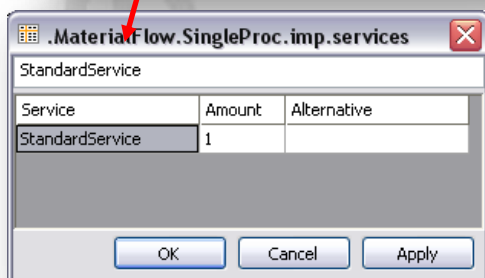 .MaterialFlow.SingleProc.imp.services
StandardService
Service Amount Alternative
StandardService 1
OK Cancel Apply